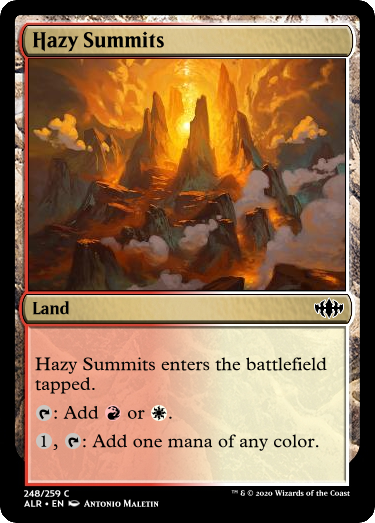 Hazy Summits
Land
Hazy Summits enters the battlefield
tapped.
: Add or .
1, : Add one mana of any color.
248/259 C
ALR • EN Antonio Maletin
™ & © 2020 Wizards of the Coast